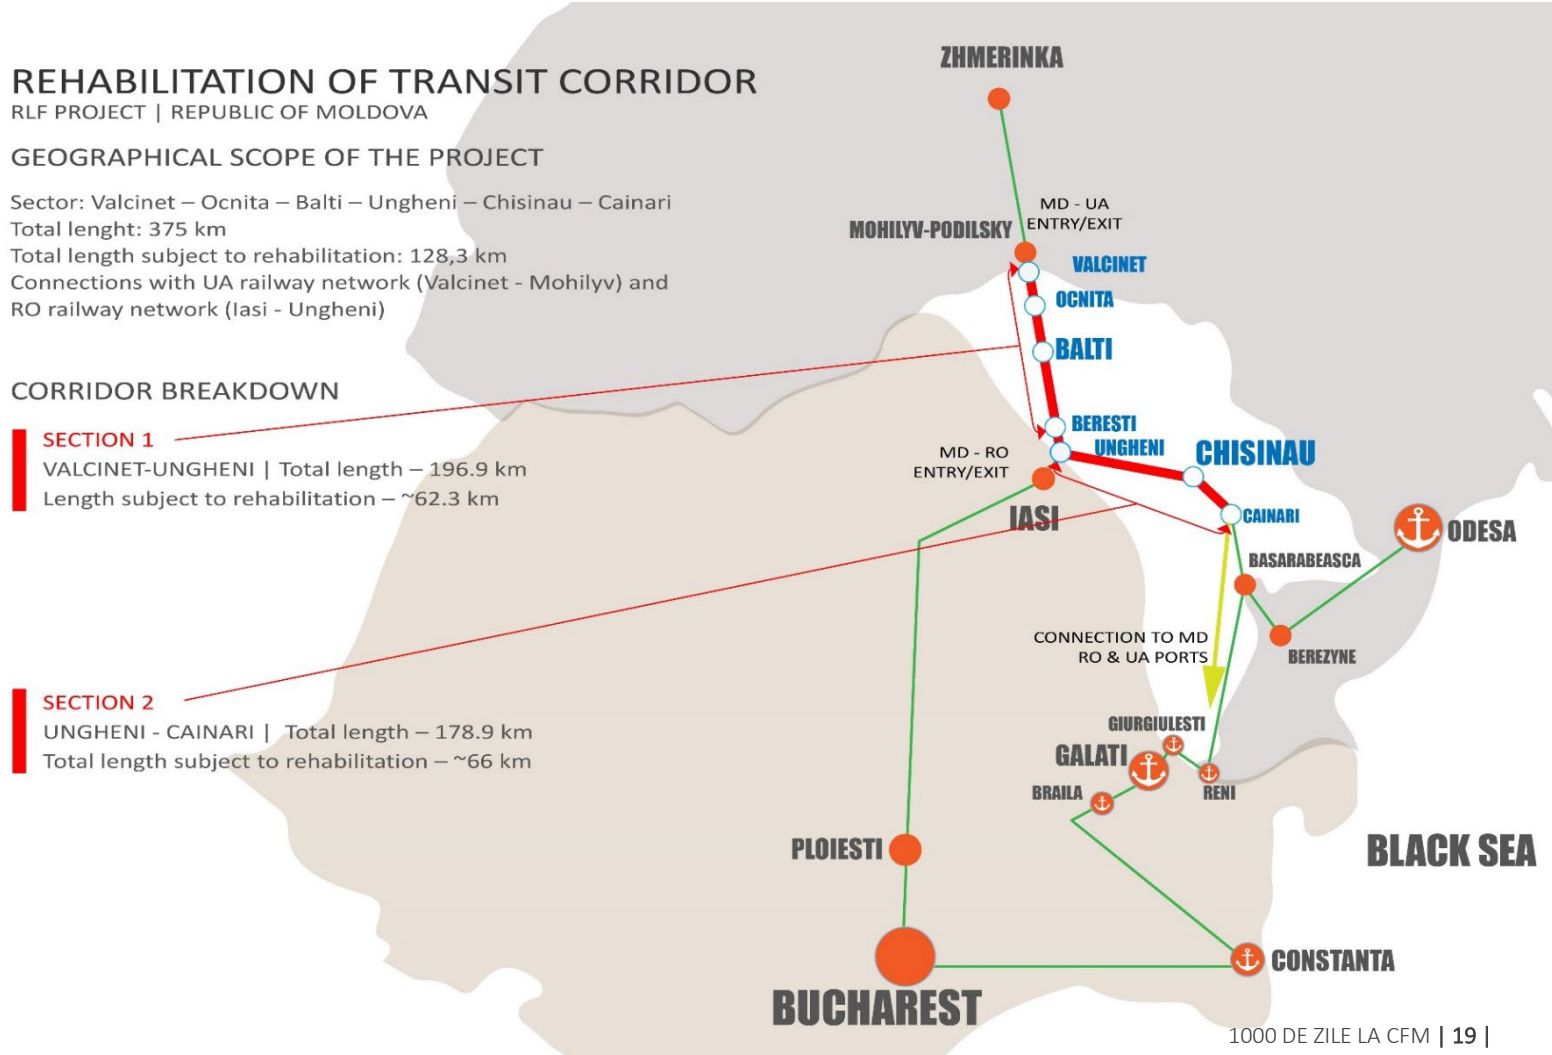 REHABILITATION OF TRANSIT CORRIDOR
RLF PROJECT | REPUBLIC OF MOLDOVA
GEOGRAPHICAL SCOPE OF THE PROJECT
Sector: Valcinet – Ocnita – Balti – Ungheni – Chisinau – Cainari
Total lenght: 375 km
Total length subject to rehabilitation: 128,3 km
Connections with UA railway network (Valcinet - Mohilyv) and
RO railway network (Iasi - Ungheni)
CORRIDOR BREAKDOWN
SECTION 1
VALCINET-UNGHENI | Total length – 196.9 km
Length subject to rehabilitation – ~62.3 km
SECTION 2
UNGHENI - CAINARI | Total length – 178.9 km
Total length subject to rehabilitation – ~66 km
ZHMERINKA
MD - UA
ENTRY/EXIT
MOHILYV-PODILSKY
VALCINET
OCNITA
BALTI
BERESTI
UNGHENI
CHISINAU
MD - RO
ENTRY/EXIT
IASI
CAINARI
ODESA
BASARABEASCA
BEREZYNE
CONNECTION TO MD
RO & UA PORTS
GIURGIULESTI
GALATI
BRAILA
RENI
PLOIESTI
BLACK SEA
CONSTANTA
BUCHAREST
1000 DE ZILE LA CFM | 19 |